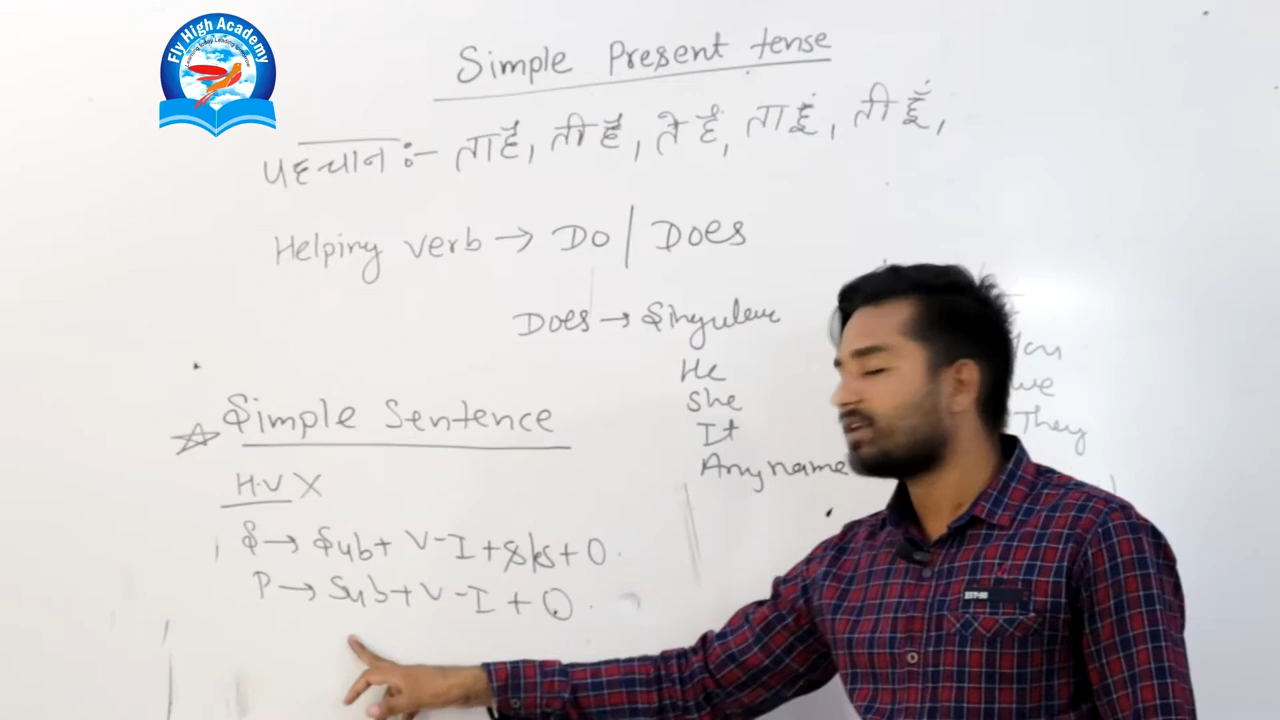 Fly High Academy
Simple Present tense
पहचान :- ता है, ती है, ते हैं, ता हूं, ती हूँ,
Helping verb → Do / Does
Does → Singular
He
She
It
Any name
You
we
They
Simple Sentence
H.V X
S → Sub + V-I + s/es + O.
P → Sub + V-I + O.